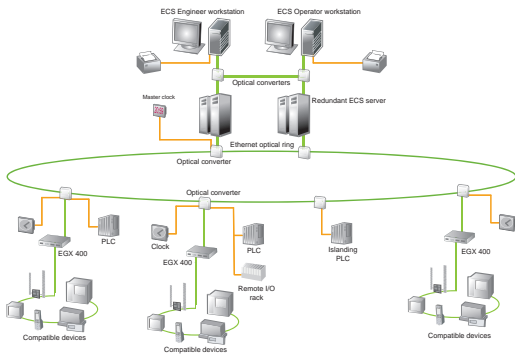 ECS Engineer workstation
ECS Operator workstation
Optical converters
Master clock
Redundant ECS server
Ethernet optical ring
Optical converter
Optical converter
PLC
EGX 400
Clock
PLC
EGX 400
Remote I/O
rack
Islanding
PLC
EGX 400
Compatible devices
Compatible devices
Compatible devices